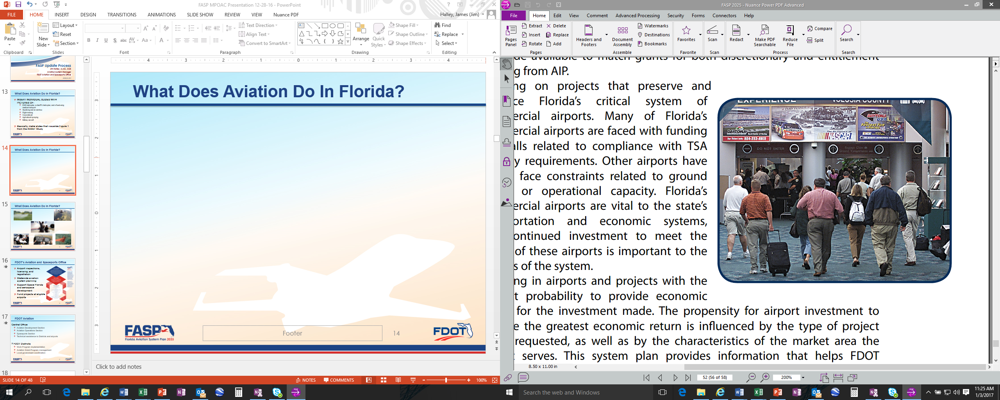 FASP MPOAC Presentation 12-28-16 - PowerPoint
FILE HOME INSERT DESIGN TRANSITIONS ANIMATIONS SLIDE SHOW REVIEW VIEW Nuance PDF
Halley, James (Jim)
Paste
Clipboard
New Slide
Layout
Reset
Section
Slides
Font
Text Direction
Align Text
Convert to SmartArt
Paragraph
Arrange
Quick Styles
Shape Fill
Shape Outline
Shape Effects
Drawing
Find
Replace
Select
Editing
FASP Update Process
Jim Halley, A.A.E., ACE
Aviation System Manager
FDOT Aviation and Spaceports Office
13
What Does Aviation Do In Florida?
INSERT INDIVIDUAL SLIDES WITH
PICTURES OF:
EMS helicopter, a sheriff's helicopter, and a fixed-wing
medical transport
Skydiving and an airshow
Flight training
Corporate jet
Agricultural spraying
Military aircraft
Basically, make slides that visualize Figure 1
from the ASSET Study
14
What Does Aviation Do In Florida?
15
What Does Aviation Do In Florida?
16
FDOT's Aviation and Spaceports Office
Airport inspections,
licensing, and
registration
Statewide aviation
system planning
Support Space Florida
and aerospace
development
Fund projects at eligible
airports
17
FDOT Aviation
Central Office
Aviation Development Section
Aviation Operations Section
Spaceports Section
Technical assistance to Districts and airports
7 FDOT Districts
Work Program implementation
Aviation Grant Program management
Local government coordination
18
What Does Aviation Do In Florida?
FASP
Florida Aviation System Plan 2035
Footer
14
FDOT
Click to add notes
SLIDE 14 OF 48
NOTES
COMMENTS
100%
FASP 2025 - Nuance Power PDF Advanced
File Home Edit View Comment Advanced Processing Security Forms Connectors Help
Pages Panel
Extract
Insert
Rotate
Delete
Replace
Add
Pages
Headers and Footers
Document Assembly
Watermarks
Destinations
Bookmarks
Assemble
Favorites
Favorite
Scan
Scan
Redact
Make PDF Searchable
Reduce File
Compare
Split
Process
Search
Search
de available to match grants for both discretionary and entitlement
g from AIP.
ng on projects that preserve and
ce Florida's critical system of
ercial airports. Many of Florida's
ercial airports are faced with funding
alls related to compliance with TSA
y requirements. Other airports have
face constraints related to ground
or operational capacity. Florida's
ercial airports are vital to the state's
ortation and economic systems,
ontinued investment to meet the
of these airports is important to the
s of the system.
ng in airports and projects with the
t probability to provide economic
for the investment made. The propensity for airport investment to
e the greatest economic return is influenced by the type of project
requested, as well as by the characteristics of the market area the
t serves. This system plan provides information that helps FDOT
EXPERIENCE
VOLUSIA COUNTY
DAYTONA
World Center of Racing
For Ticket Info: 904-253-RACE
NASCAR
DAYTONA USA
The Fastest Fun in Florida
THE ULTIMATE MOTORSPORTS ATTRACTION
DO NOT ENTER
Baggage Claim
Ground Transportation
8.50 x 11.00 in
52 (56 of 58)
200%
Search the web and Windows
11:25 AM
1/3/2017